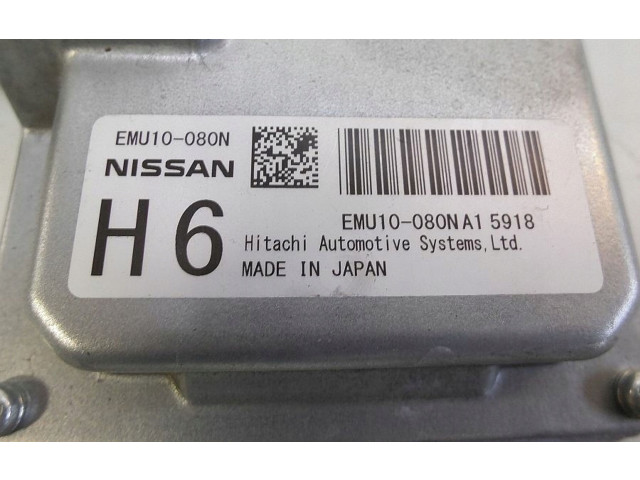 EMU10-080N
NISSAN
H6
EMU10-080NA1 5918
Hitachi Automotive Systems,Ltd.
MADE IN JAPAN